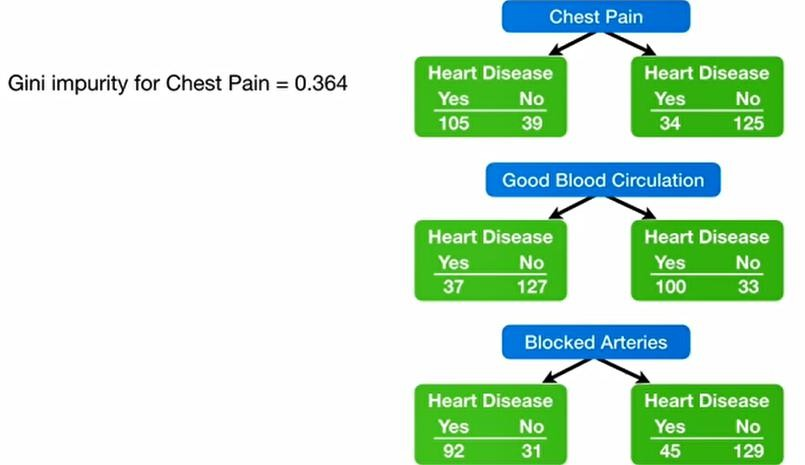 Chest Pain
Gini impurity for Chest Pain = 0.364
Heart Disease
Yes No
105 39
Heart Disease
Yes No
34 125
Good Blood Circulation
Heart Disease
Yes No
37 127
Heart Disease
Yes No
100 33
Blocked Arteries
Heart Disease
Yes No
92 31
Heart Disease
Yes No
45 129